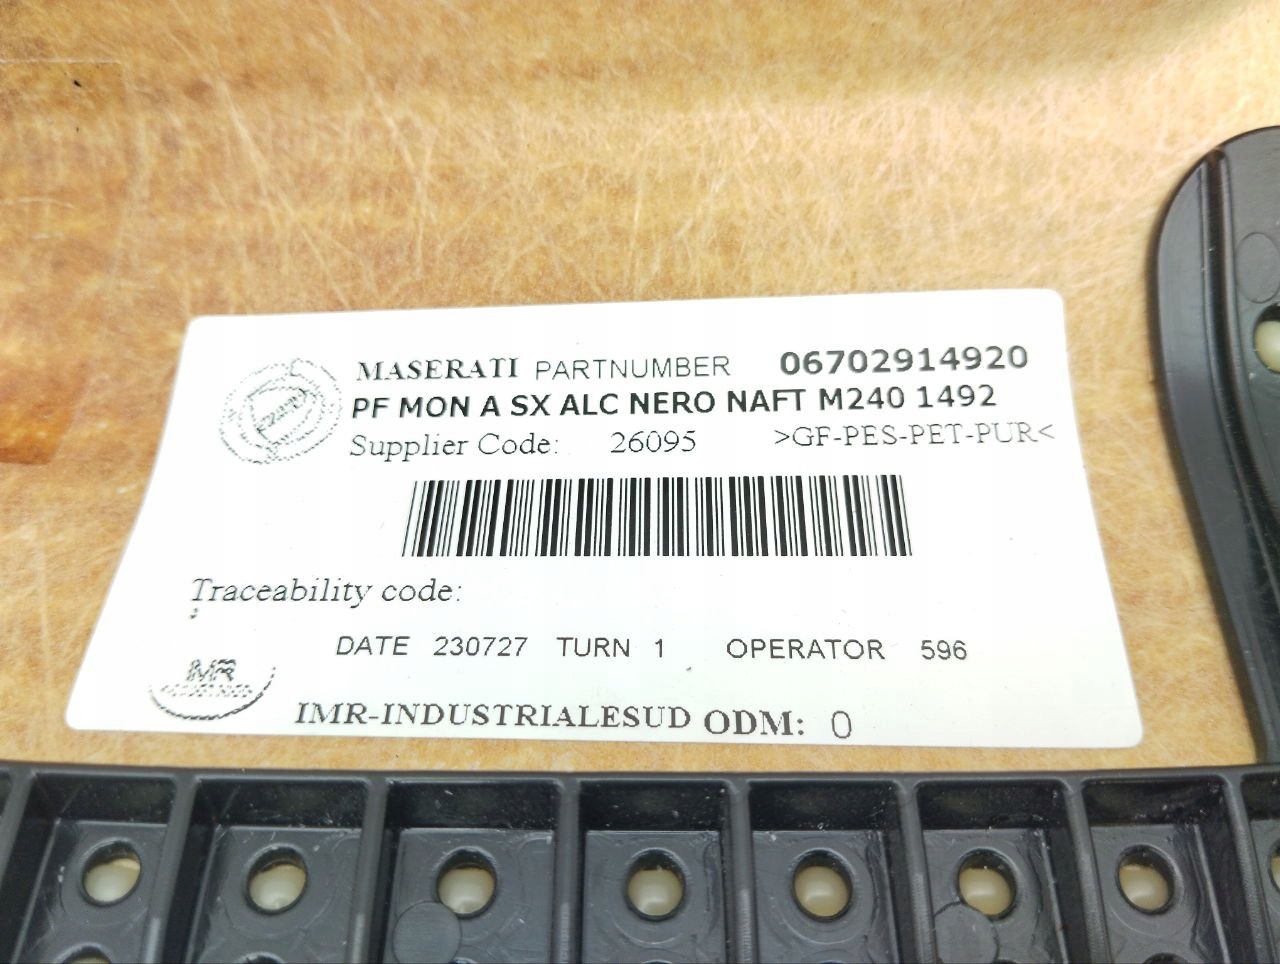 MASERATI PARTNUMBER 06702914920
PF MON A SX ALC NERO NAFT M240 1492
Supplier Code: 26095 >GF-PES-PET-PUR<
Traceability code:
DATE 230727 TURN 1 OPERATOR 596
IMR
IMR-INDUSTRIALESUD ODM: 0